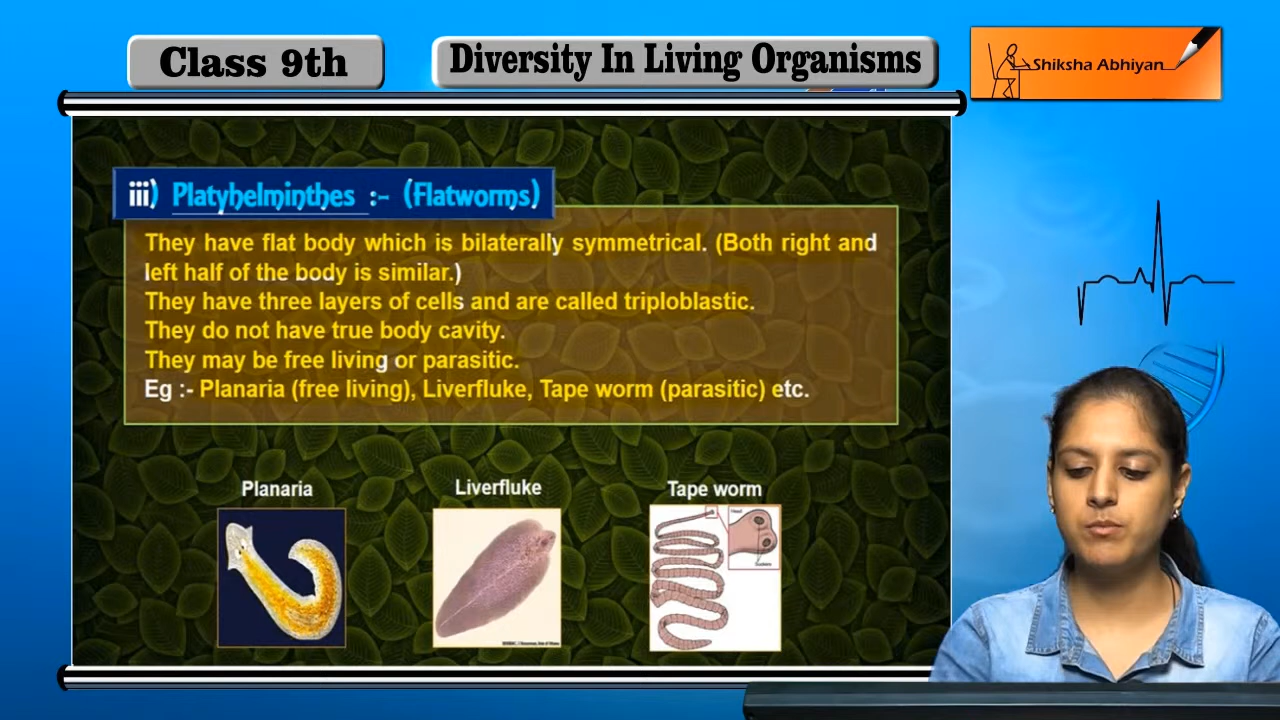 Class 9th
Diversity In Living Organisms
Shiksha Abhiyan
iii) Platyhelminthes :- (Flatworms)
They have flat body which is bilaterally symmetrical. (Both right and
left half of the body is similar.)
They have three layers of cells and are called triploblastic.
They do not have true body cavity.
They may be free living or parasitic.
Eg :- Planaria (free living), Liverfluke, Tape worm (parasitic) etc.
Planaria
Liverfluke
Tape worm
Head
Suckers